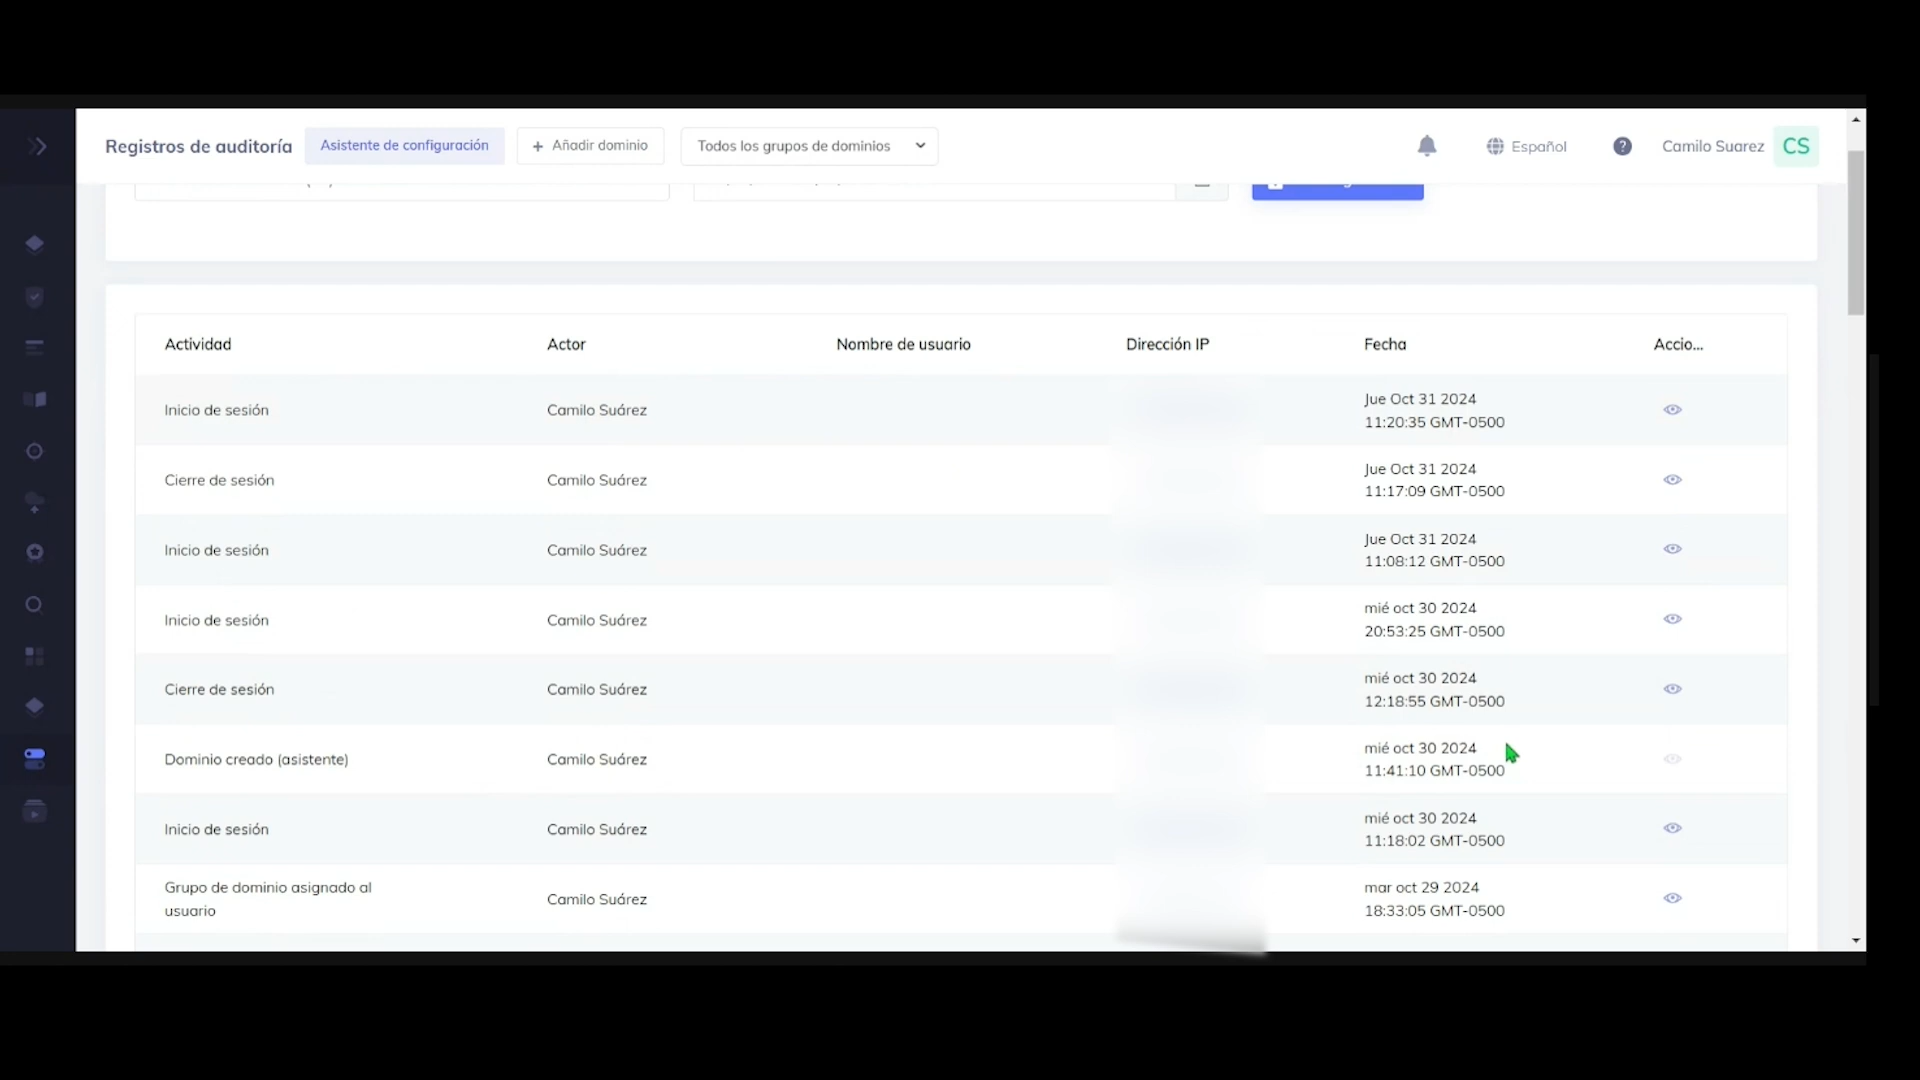 Registros de auditoría
Asistente de configuración
+ Añadir dominio
Todos los grupos de dominios
Español
?
Camilo Suarez
CS
Actividad Actor Nombre de usuario Dirección IP Fecha Accio...
Inicio de sesión Camilo Suárez Jue Oct 31 2024
11:20:35 GMT-0500
Cierre de sesión Camilo Suárez Jue Oct 31 2024
11:17:09 GMT-0500
Inicio de sesión Camilo Suárez Jue Oct 31 2024
11:08:12 GMT-0500
Inicio de sesión Camilo Suárez mié oct 30 2024
20:53:25 GMT-0500
Cierre de sesión Camilo Suárez mié oct 30 2024
12:18:55 GMT-0500
Dominio creado (asistente) Camilo Suárez mié oct 30 2024
11:41:10 GMT-0500
Inicio de sesión Camilo Suárez mié oct 30 2024
11:18:02 GMT-0500
Grupo de dominio asignado al
usuario Camilo Suárez mar oct 29 2024
18:33:05 GMT-0500